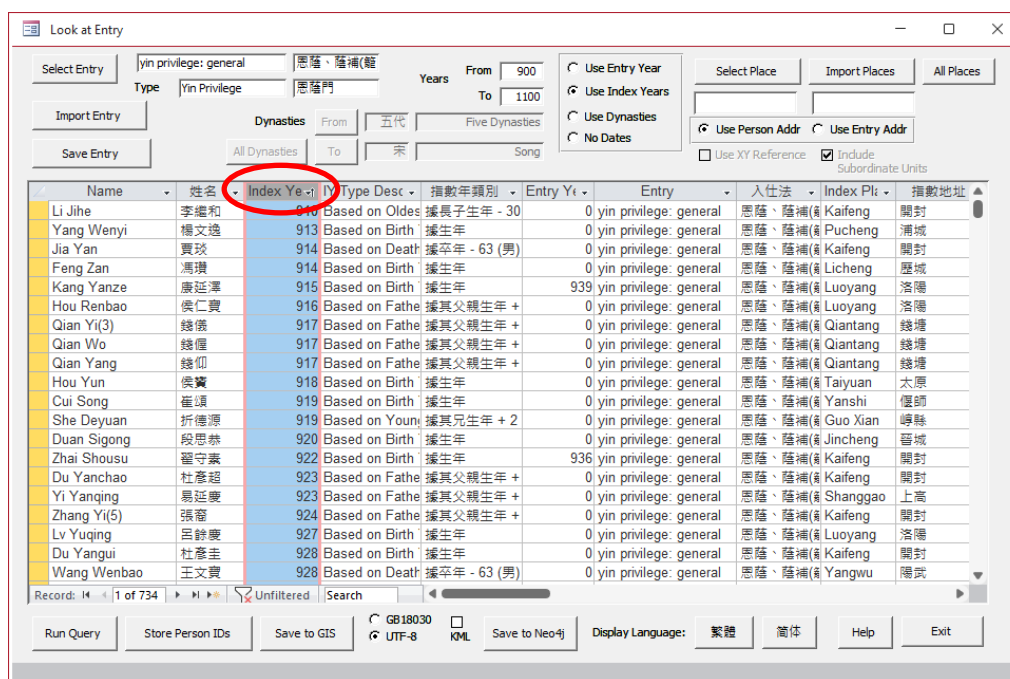 Look at Entry
Select Entry yin privilege: general 恩蔭、蔭補(
Type Yin Privilege 恩蔭門
Years From 900
To 1100
Use Entry Year
Use Index Years
Use Dynasties
No Dates
Select Place Import Places All Places
Import Entry
Dynasties From 五代 Five Dynasties
Use Person Addr Use Entry Addr
Save Entry All Dynasties To 宋 Song
Use XY Reference Include Subordinate Units
Name 姓名 Index Ye IY Type Desc 指數年類別 Entry Ye Entry 入仕法 Index Pla 指數地址
Li Jihe 李繼和 910 Based on Oldes 據長子生年 - 30 0 yin privilege: general 恩蔭、蔭補( Kaifeng 開封
Yang Wenyi 楊文逸 913 Based on Birth 據生年 0 yin privilege: general 恩蔭、蔭補( Pucheng 浦城
Jia Yan 賈琰 914 Based on Death 據卒年 - 63 (男) 0 yin privilege: general 恩蔭、蔭補( Kaifeng 開封
Feng Zan 馮瓚 914 Based on Birth 據生年 0 yin privilege: general 恩蔭、蔭補( Licheng 歷城
Kang Yanze 康延澤 915 Based on Birth 據生年 939 yin privilege: general 恩蔭、蔭補( Luoyang 洛陽
Hou Renbao 侯仁寶 916 Based on Fathe 據其父親生年 + 0 yin privilege: general 恩蔭、蔭補( Luoyang 洛陽
Qian Yi(3) 錢儀 917 Based on Fathe 據其父親生年 + 0 yin privilege: general 恩蔭、蔭補( Qiantang 錢塘
Qian Wo 錢偓 917 Based on Fathe 據其父親生年 + 0 yin privilege: general 恩蔭、蔭補( Qiantang 錢塘
Qian Yang 錢仰 917 Based on Fathe 據其父親生年 + 0 yin privilege: general 恩蔭、蔭補( Qiantang 錢塘
Hou Yun 侯贇 918 Based on Birth 據生年 0 yin privilege: general 恩蔭、蔭補( Taiyuan 太原
Cui Song 崔頌 919 Based on Birth 據生年 0 yin privilege: general 恩蔭、蔭補( Yanshi 偃師
She Deyuan 折德源 919 Based on Young 據其兄生年 + 2 0 yin privilege: general 恩蔭、蔭補( Guo Xian 崞縣
Duan Sigong 段思恭 920 Based on Birth 據生年 0 yin privilege: general 恩蔭、蔭補( Jincheng 晉城
Zhai Shousu 翟守素 922 Based on Birth 據生年 936 yin privilege: general 恩蔭、蔭補( Kaifeng 開封
Du Yanchao 杜彥超 923 Based on Fathe 據其父親生年 + 0 yin privilege: general 恩蔭、蔭補( Kaifeng 開封
Yi Yanqing 易延慶 923 Based on Fathe 據其父親生年 + 0 yin privilege: general 恩蔭、蔭補( Shanggao 上高
Zhang Yi(5) 張裔 924 Based on Fathe 據其父親生年 + 0 yin privilege: general 恩蔭、蔭補( Kaifeng 開封
Lv Yuqing 呂餘慶 927 Based on Birth 據生年 0 yin privilege: general 恩蔭、蔭補( Luoyang 洛陽
Du Yangui 杜彥圭 928 Based on Birth 據生年 0 yin privilege: general 恩蔭、蔭補( Kaifeng 開封
Wang Wenbao 王文寶 928 Based on Death 據卒年 - 63 (男) 0 yin privilege: general 恩蔭、蔭補( Yangwu 陽武
Record: 1 of 734 Unfiltered Search
Run Query Store Person IDs Save to GIS GB18030 UTF-8 KML Save to Neo4j Display Language: 繁體 简体 Help Exit